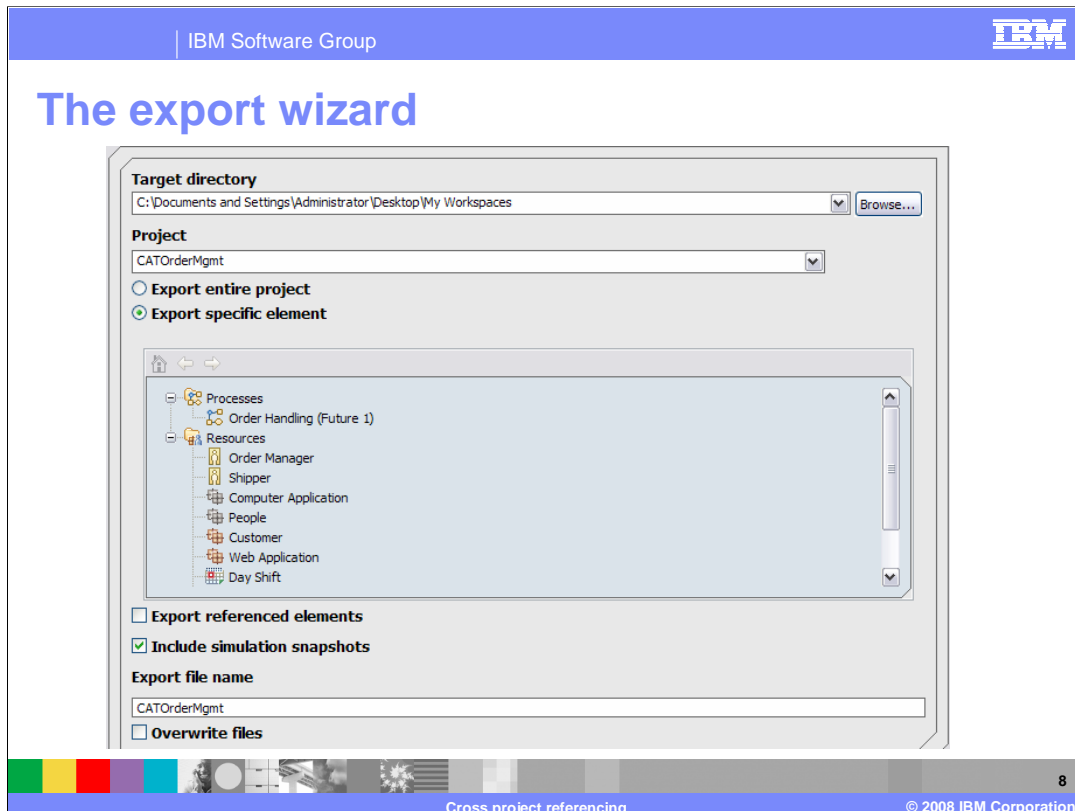 IBM Software Group
IBM
The export wizard
Target directory
C:\Documents and Settings\Administrator\Desktop\My Workspaces
Browse...
Project
CATOrderMgmt
Export entire project
Export specific element
Processes
Order Handling (Future 1)
Resources
Order Manager
Shipper
Computer Application
People
Customer
Web Application
Day Shift
Export referenced elements
Include simulation snapshots
Export file name
CATOrderMgmt
Overwrite files
8
Cross project referencing
© 2008 IBM Corporation